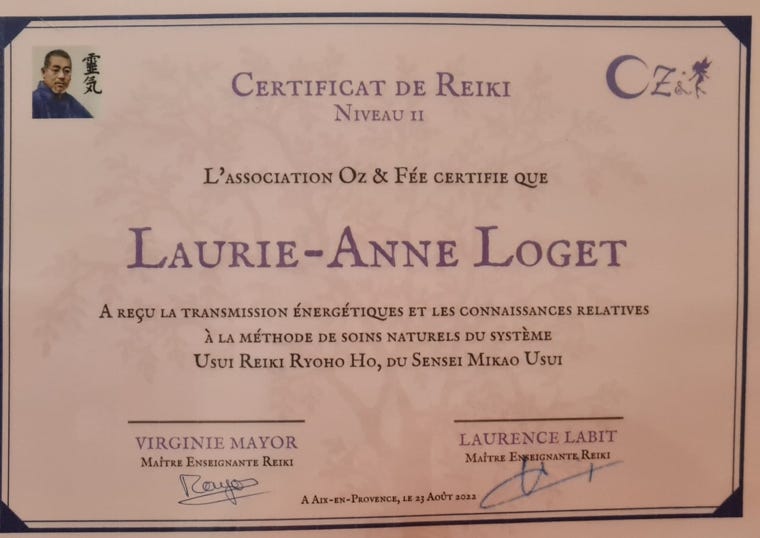 靈気
OZ &
CERTIFICAT DE REIKI
NIVEAU II
L'ASSOCIATION OZ & FÉE CERTIFIE QUE
LAURIE-ANNE LOGET
A REÇU LA TRANSMISSION ÉNERGÉTIQUES ET LES CONNAISSANCES RELATIVES
À LA MÉTHODE DE SOINS NATURELS DU SYSTÈME
USUI REIKI RYOHO HO, DU SENSEI MIKAO USUI
VIRGINIE MAYOR
MAÎTRE ENSEIGNANTE REIKI
LAURENCE LABIT
MAÎTRE ENSEIGNANTE REIKI
A AIX-EN-PROVENCE, LE 23 AOÛT 2022